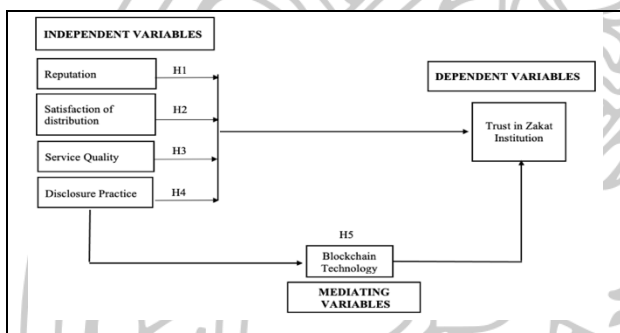 INDEPENDENT VARIABLES
Reputation
H1
Satisfaction of
distribution
H2
Service Quality
H3
Disclosure Practice
H4
DEPENDENT VARIABLES
Trust in Zakat
Institution
H5
Blockchain
Technology
MEDIATING
VARIABLES